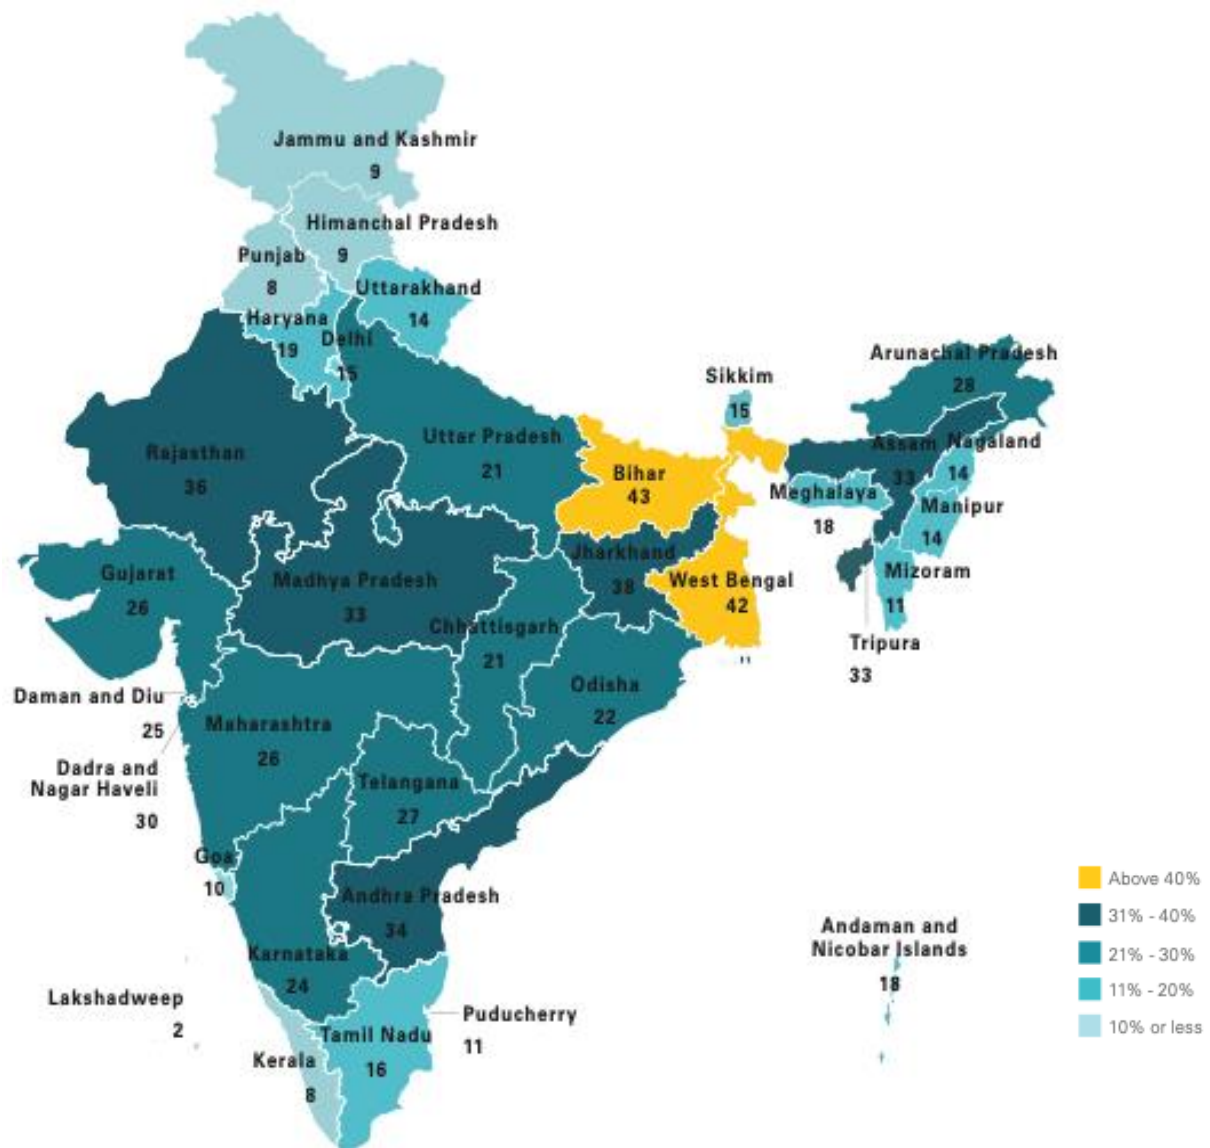 Jammu and Kashmir
9
Himanchal Pradesh
9
Punjab
8
Uttarakhand
14
Haryana
19
Delhi
15
Arunachal Pradesh
28
Sikkim
15
Rajasthan
36
Uttar Pradesh
21
Bihar
43
Assam
33
Nagaland
14
Meghalaya
18
Manipur
14
Gujarat
26
Madhya Pradesh
33
Jharkhand
38
West Bengal
42
Mizoram
11
Chhattisgarh
21
Tripura
33
Odisha
22
Daman and Diu
25
Maharashtra
26
Dadra and
Nagar Haveli
30
Telangana
27
Goa
10
Andhra Pradesh
34
Karnataka
24
Lakshadweep
2
Puducherry
11
Tamil Nadu
16
Kerala
8
Andaman and
Nicobar Islands
18
Above 40%
31% - 40%
21% - 30%
11% - 20%
10% or less